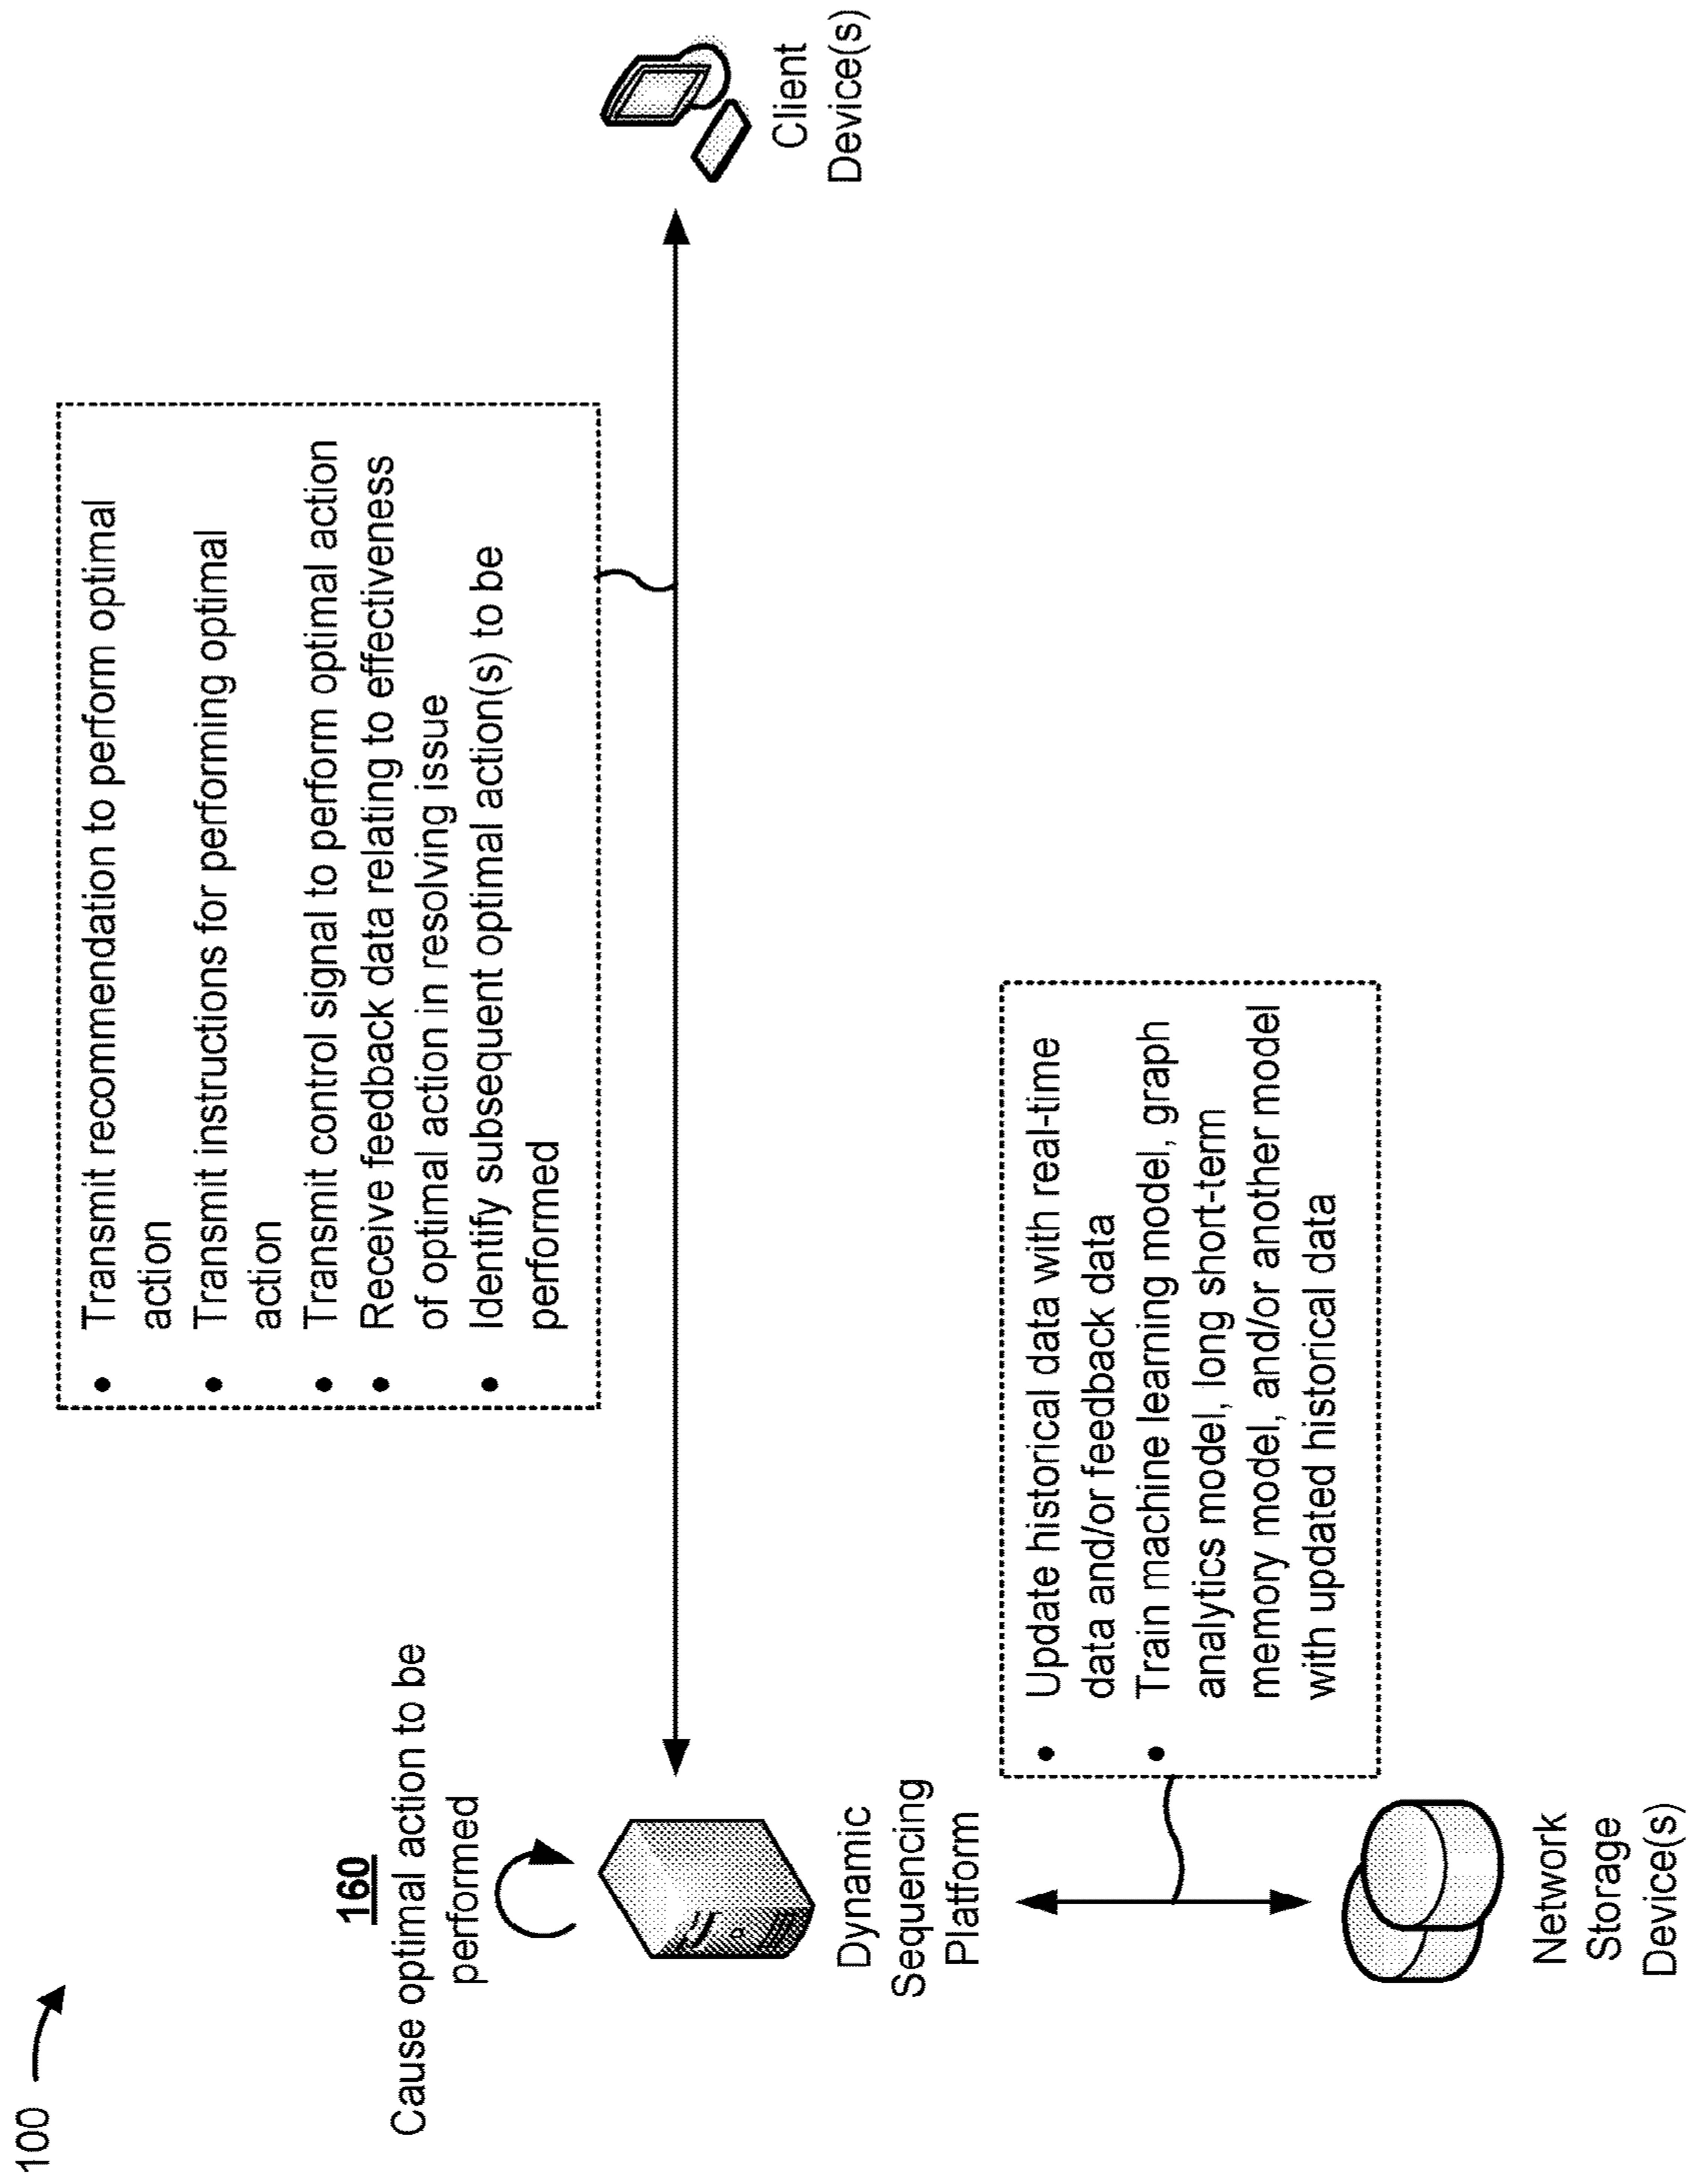 100
160
Cause optimal action to be
performed
• Transmit recommendation to perform optimal
action
• Transmit instructions for performing optimal
action
• Transmit control signal to perform optimal action
• Receive feedback data relating to effectiveness
of optimal action in resolving issue
• Identify subsequent optimal action(s) to be
performed
Dynamic
Sequencing
Platform
Client
Device(s)
• Update historical data with real-time
data and/or feedback data
• Train machine learning model, graph
analytics model, long short-term
memory model, and/or another model
with updated historical data
Network
Storage
Device(s)